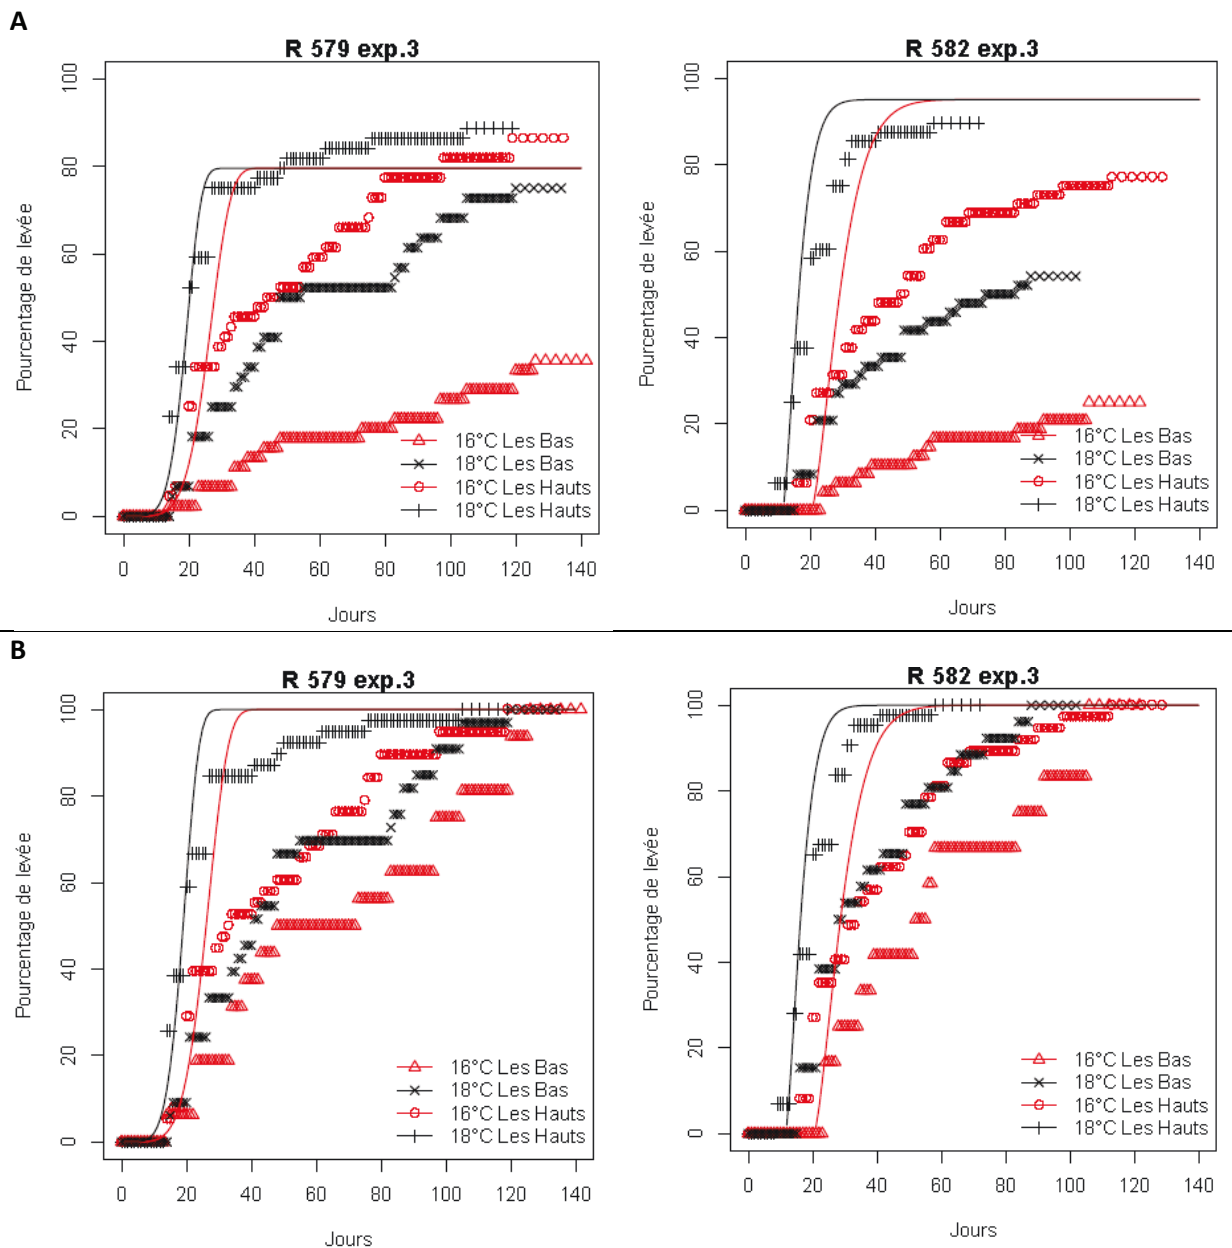 A
R 579 exp.3
Pourcentage de levée
0 20 40 60 80 100
16°C Les Bas
18°C Les Bas
16°C Les Hauts
18°C Les Hauts
0 20 40 60 80 100 120 140
Jours
R 582 exp.3
Pourcentage de levée
0 20 40 60 80 100
16°C Les Bas
18°C Les Bas
16°C Les Hauts
18°C Les Hauts
0 20 40 60 80 100 120 140
Jours
B
R 579 exp.3
Pourcentage de levée
0 20 40 60 80 100
16°C Les Bas
18°C Les Bas
16°C Les Hauts
18°C Les Hauts
0 20 40 60 80 100 120 140
Jours
R 582 exp.3
Pourcentage de levée
0 20 40 60 80 100
16°C Les Bas
18°C Les Bas
16°C Les Hauts
18°C Les Hauts
0 20 40 60 80 100 120 140
Jours